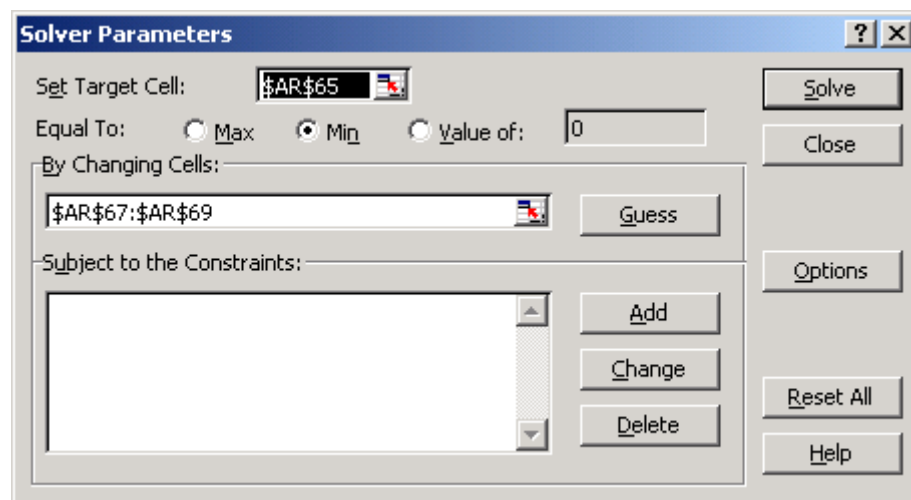 Solver Parameters
? X
Set Target Cell: $AR$65
Solve
Equal To: Max Min Value of: 0
Close
By Changing Cells:
$AR$67:$AR$69
Guess
Subject to the Constraints:
Options
Add
Change
Reset All
Delete
Help